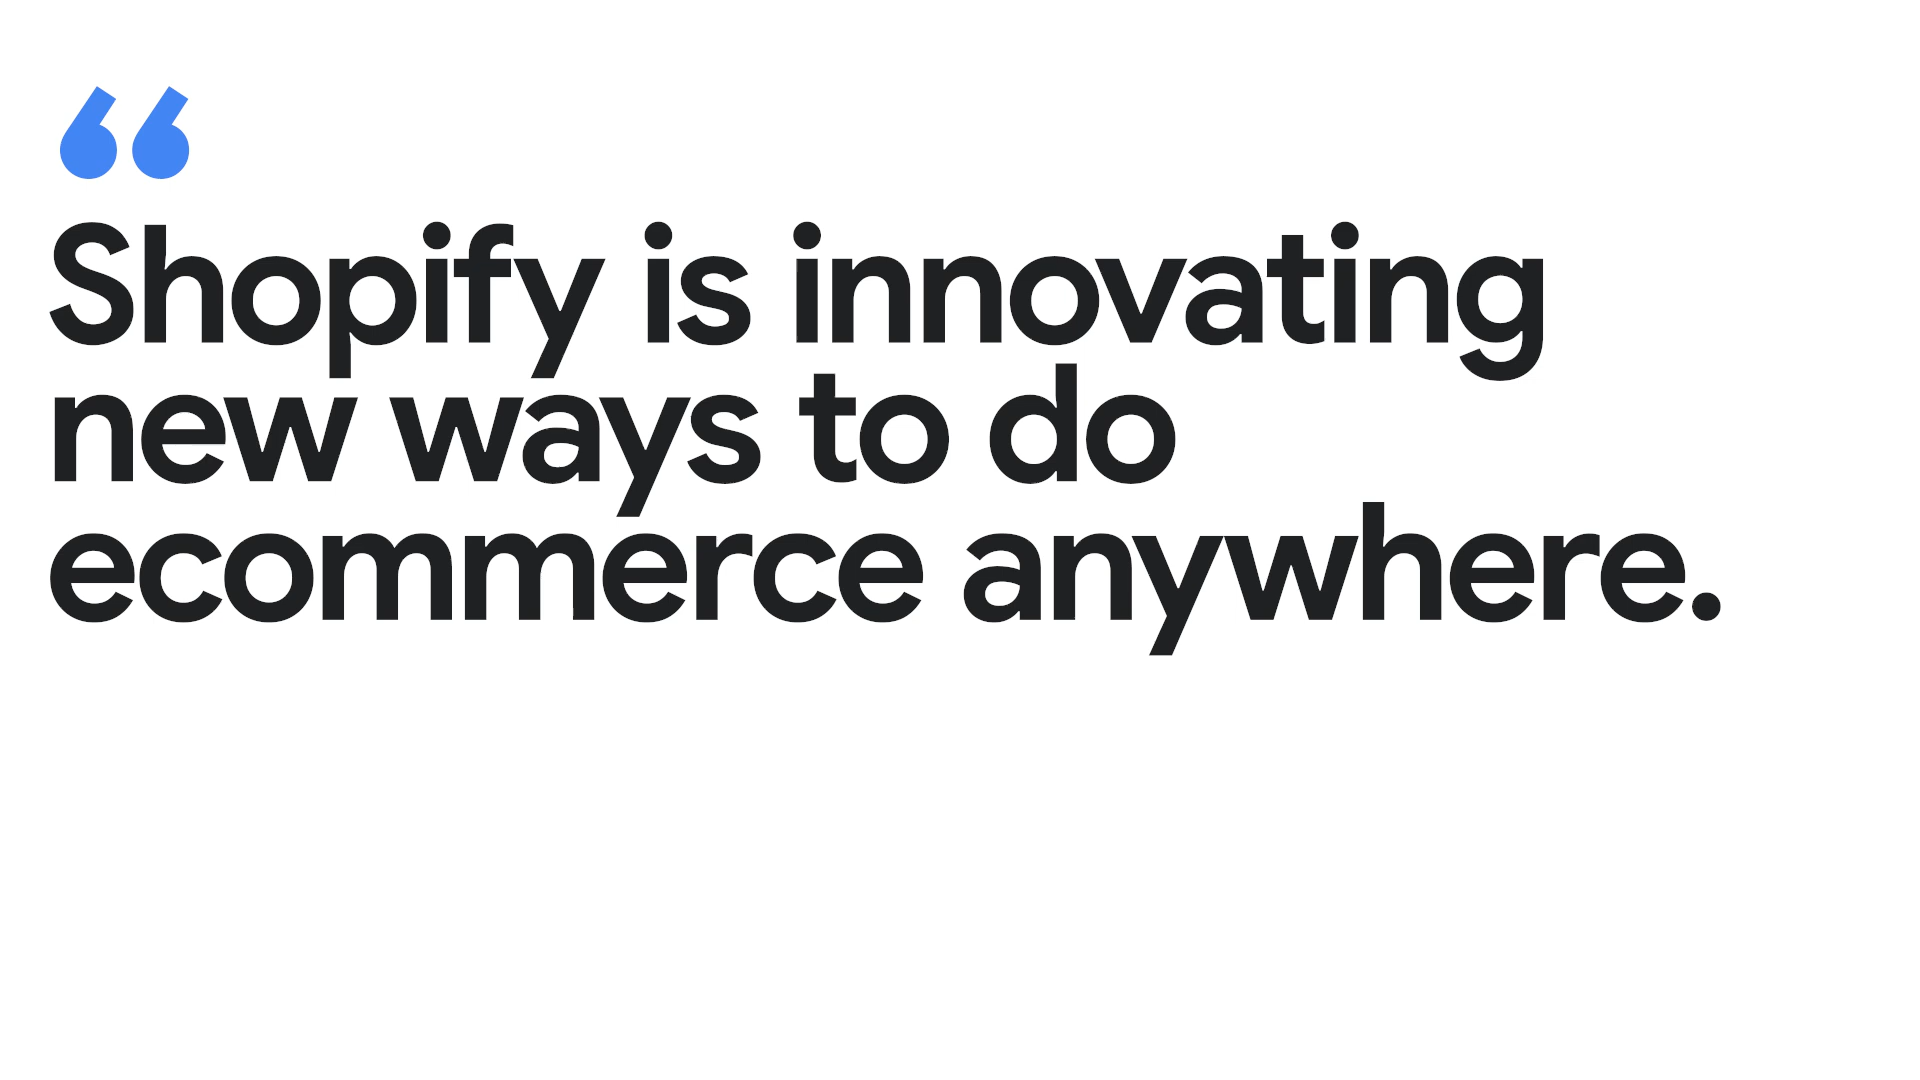 “
Shopify is innovating
new ways to do
ecommerce anywhere.